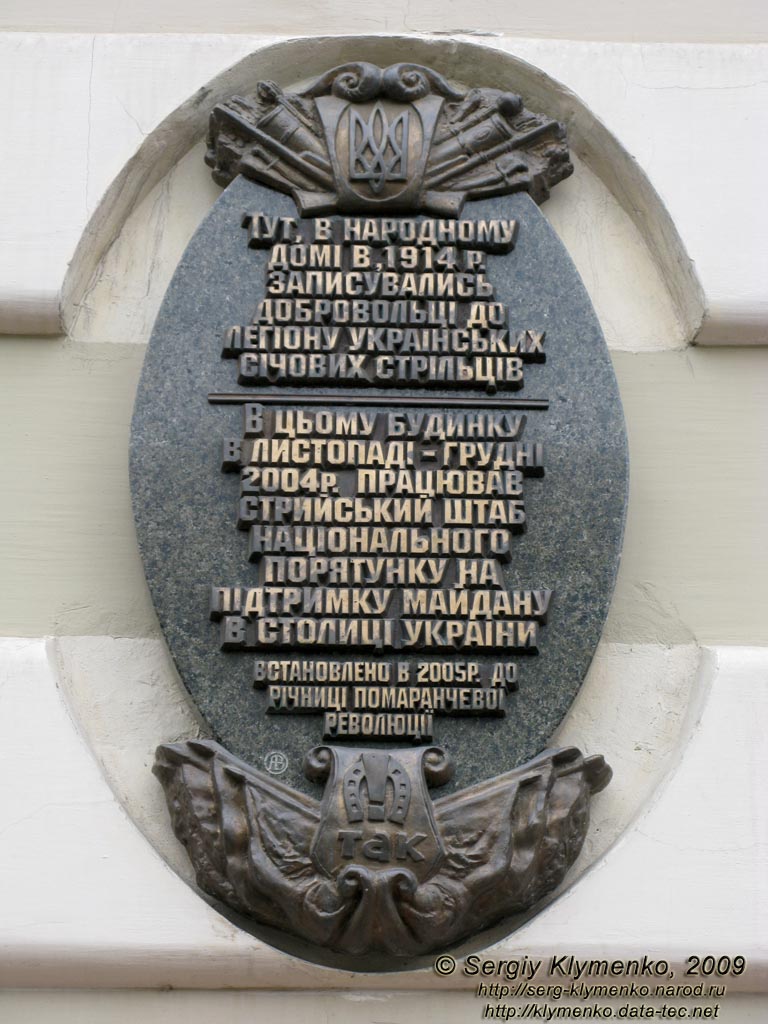 ТУТ, В НАРОДНОМУ
ДОМІ В 1914 Р.
ЗАПИСУВАЛИСЬ
ДОБРОВОЛЬЦІ ДО
ЛЕГІОНУ УКРАЇНСЬКИХ
СІЧОВИХ СТРІЛЬЦІВ
В ЦЬОМУ БУДИНКУ
В ЛИСТОПАДІ - ГРУДНІ
2004 Р. ПРАЦЮВАВ
СТРИЙСЬКИЙ ШТАБ
НАЦІОНАЛЬНОГО
ПОРЯТУНКУ НА
ПІДТРИМКУ МАЙДАНУ
В СТОЛИЦІ УКРАЇНИ
ВСТАНОВЛЕНО В 2005Р. ДО
РІЧНИЦІ ПОМАРАНЧЕВОЇ
РЕВОЛЮЦІЇ
!
так
© Sergiy Klymenko, 2009
http://serg-klymenko.narod.ru
http://klymenko.data-tec.net